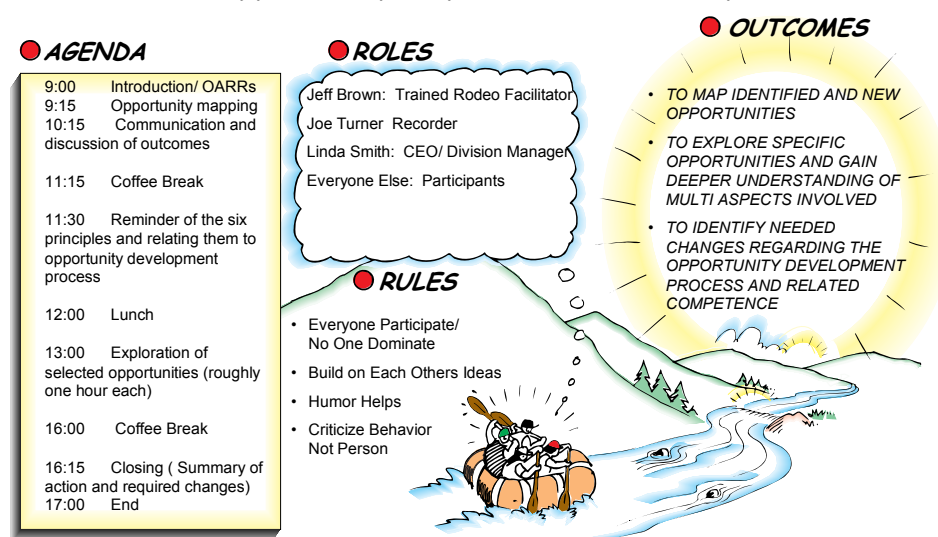 AGENDA
9:00 Introduction/ OARRs
9:15 Opportunity mapping
10:15 Communication and
discussion of outcomes
11:15 Coffee Break
11:30 Reminder of the six
principles and relating them to
opportunity development
process
12:00 Lunch
13:00 Exploration of
selected opportunities (roughly
one hour each)
16:00 Coffee Break
16:15 Closing ( Summary of
action and required changes)
17:00 End
ROLES
Jeff Brown: Trained Rodeo Facilitator
Joe Turner Recorder
Linda Smith: CEO/ Division Manager
Everyone Else: Participants
RULES
• Everyone Participate/
No One Dominate
• Build on Each Others Ideas
• Humor Helps
• Criticize Behavior
Not Person
OUTCOMES
• TO MAP IDENTIFIED AND NEW
OPPORTUNITIES
• TO EXPLORE SPECIFIC
OPPORTUNITIES AND GAIN
DEEPER UNDERSTANDING OF
MULTI ASPECTS INVOLVED
• TO IDENTIFY NEEDED
CHANGES REGARDING THE
OPPORTUNITY DEVELOPMENT
PROCESS AND RELATED
COMPETENCE